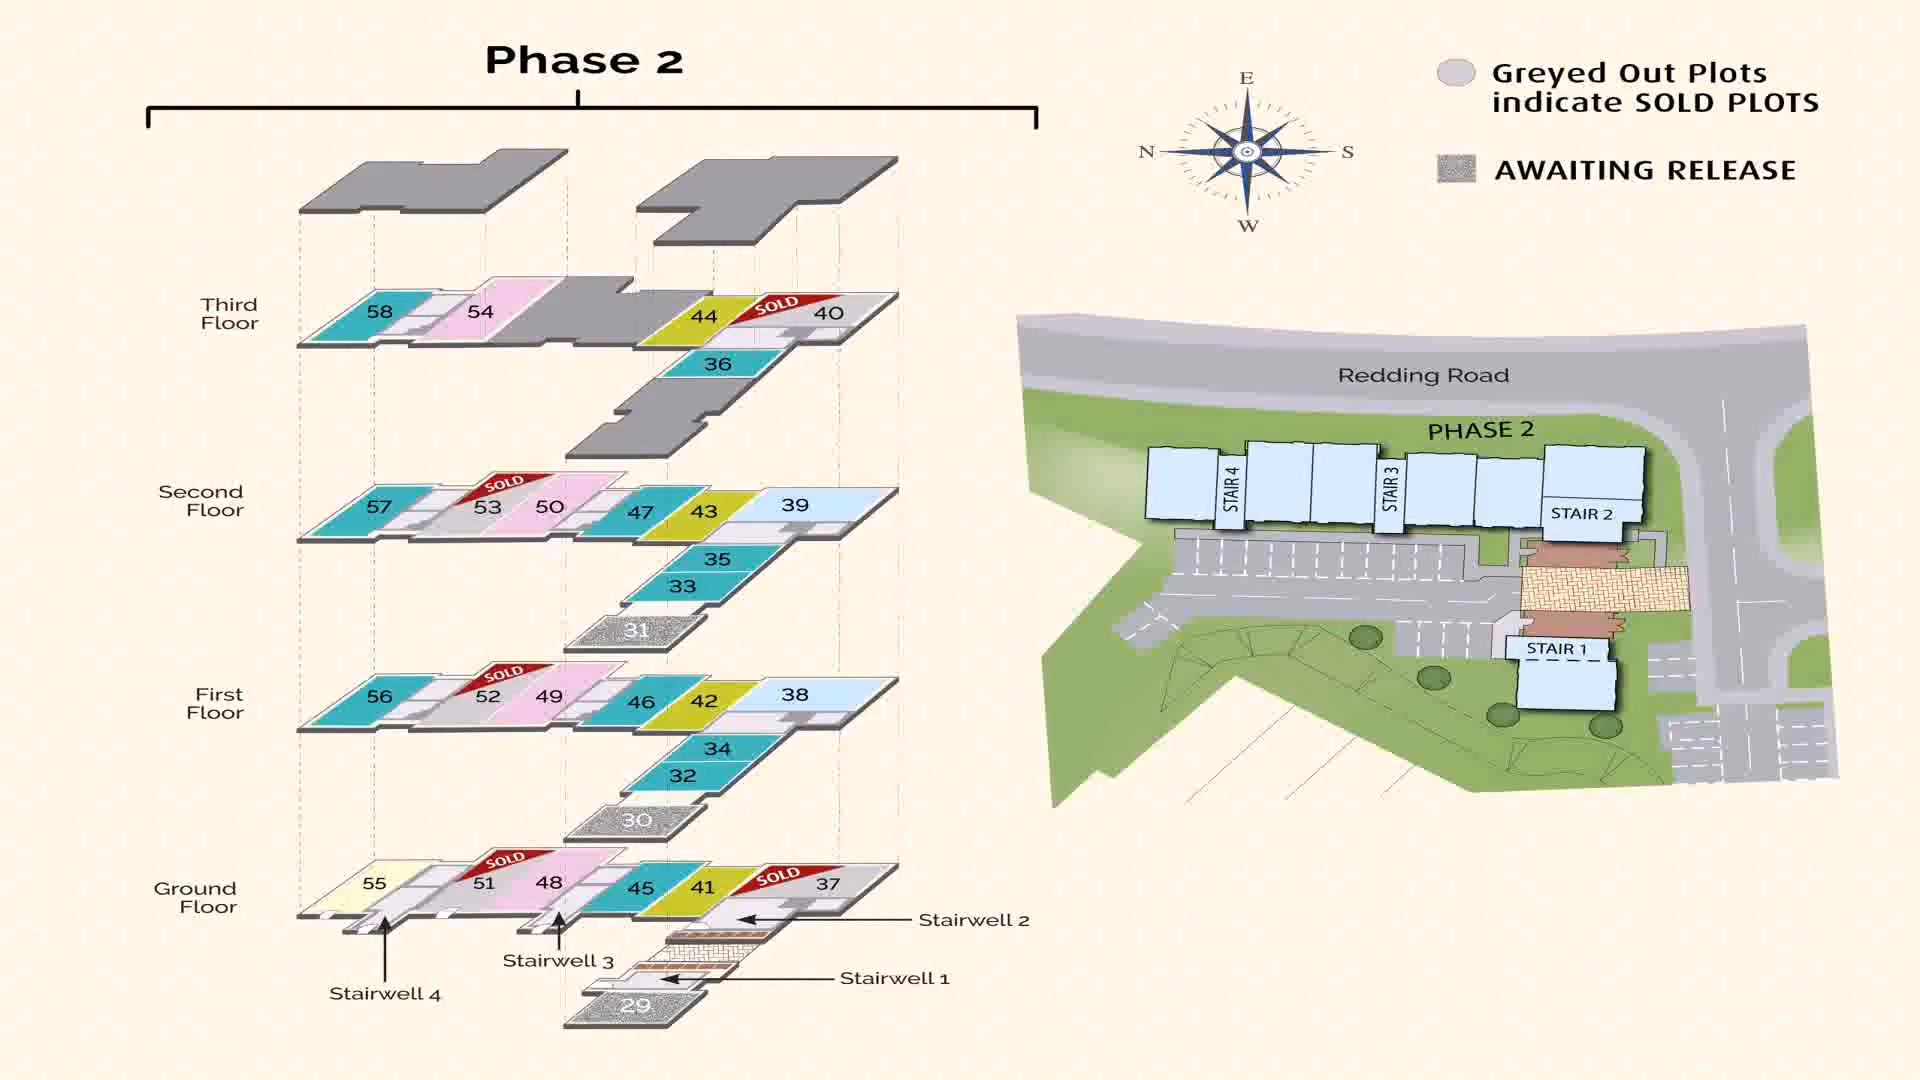 Phase 2
E
N
S
W
Greyed Out Plots
indicate SOLD PLOTS
AWAITING RELEASE
Third
Floor
58
54
44
SOLD
40
36
Second
Floor
57
SOLD
53
50
47
43
39
35
33
31
First
Floor
56
SOLD
52
49
46
42
38
34
32
30
Ground
Floor
55
SOLD
51
48
45
41
SOLD
37
Stairwell 2
Stairwell 3
Stairwell 1
Stairwell 4
29
Redding Road
PHASE 2
STAIR 4
STAIR 3
STAIR 2
STAIR 1